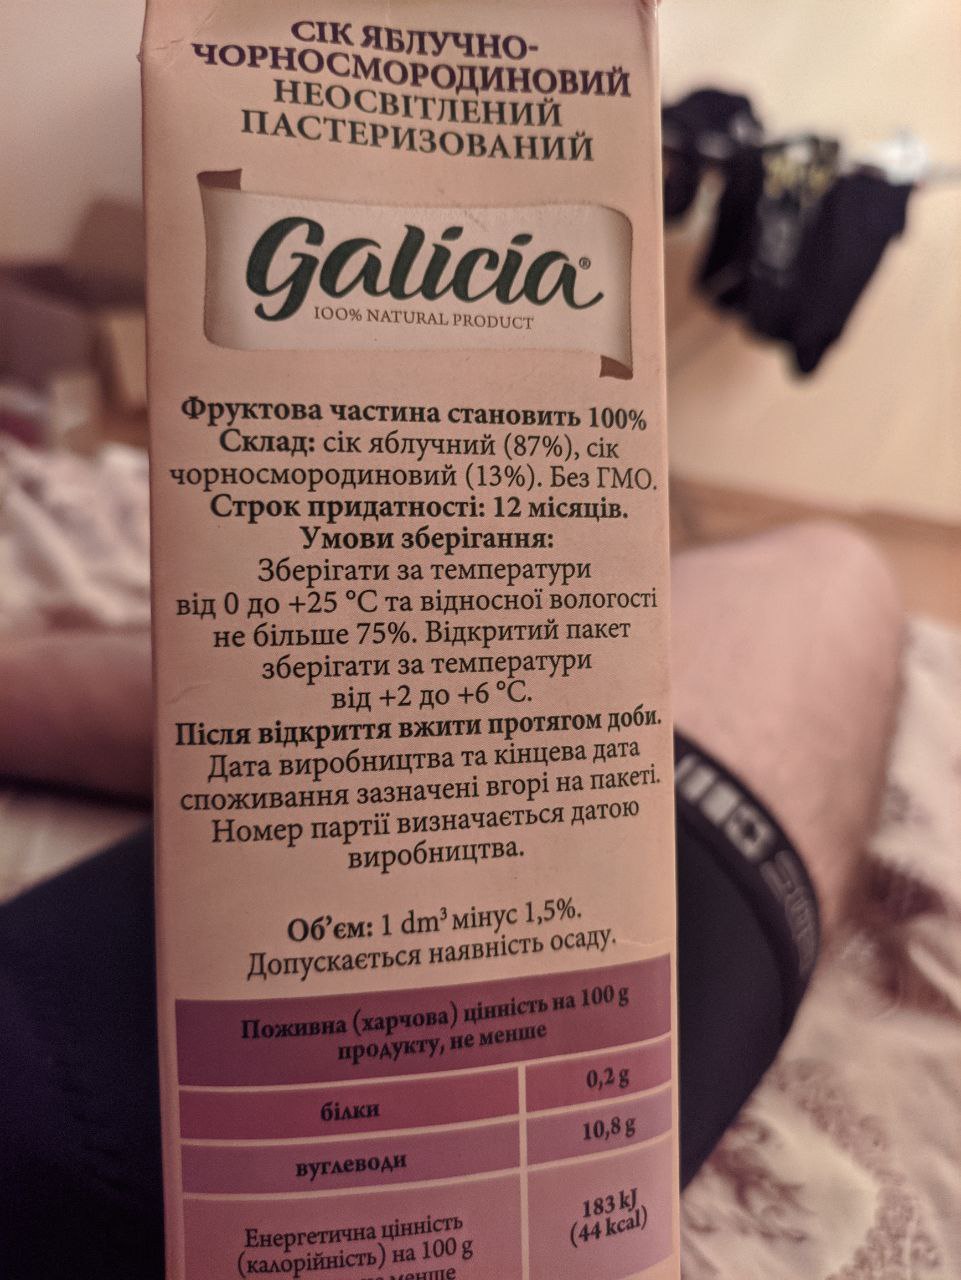 СІК ЯБЛУЧНО-
ЧОРНОСМОРОДИНОВИЙ
НЕОСВІТЛЕНИЙ
ПАСТЕРИЗОВАНИЙ
Galicia®
100% NATURAL PRODUCT
Фруктова частина становить 100%
Склад: сік яблучний (87%), сік
чорносмородиновий (13%). Без ГМО.
Строк придатності: 12 місяців.
Умови зберігання:
Зберігати за температури
від 0 до +25 °С та відносної вологості
не більше 75%. Відкритий пакет
зберігати за температури
від +2 до +6 °С.
Після відкриття вжити протягом доби.
Дата виробництва та кінцева дата
споживання зазначені вгорі на пакеті.
Номер партії визначається датою
виробництва.
Об’єм: 1 dm³ мінус 1,5%.
Допускається наявність осаду.
Поживна (харчова) цінність на 100 g
продукту, не менше
білки 0,2 g
вуглеводи 10,8 g
Енергетична цінність
(калорійність) на 100 g
183 kJ
(44 kcal)
менше